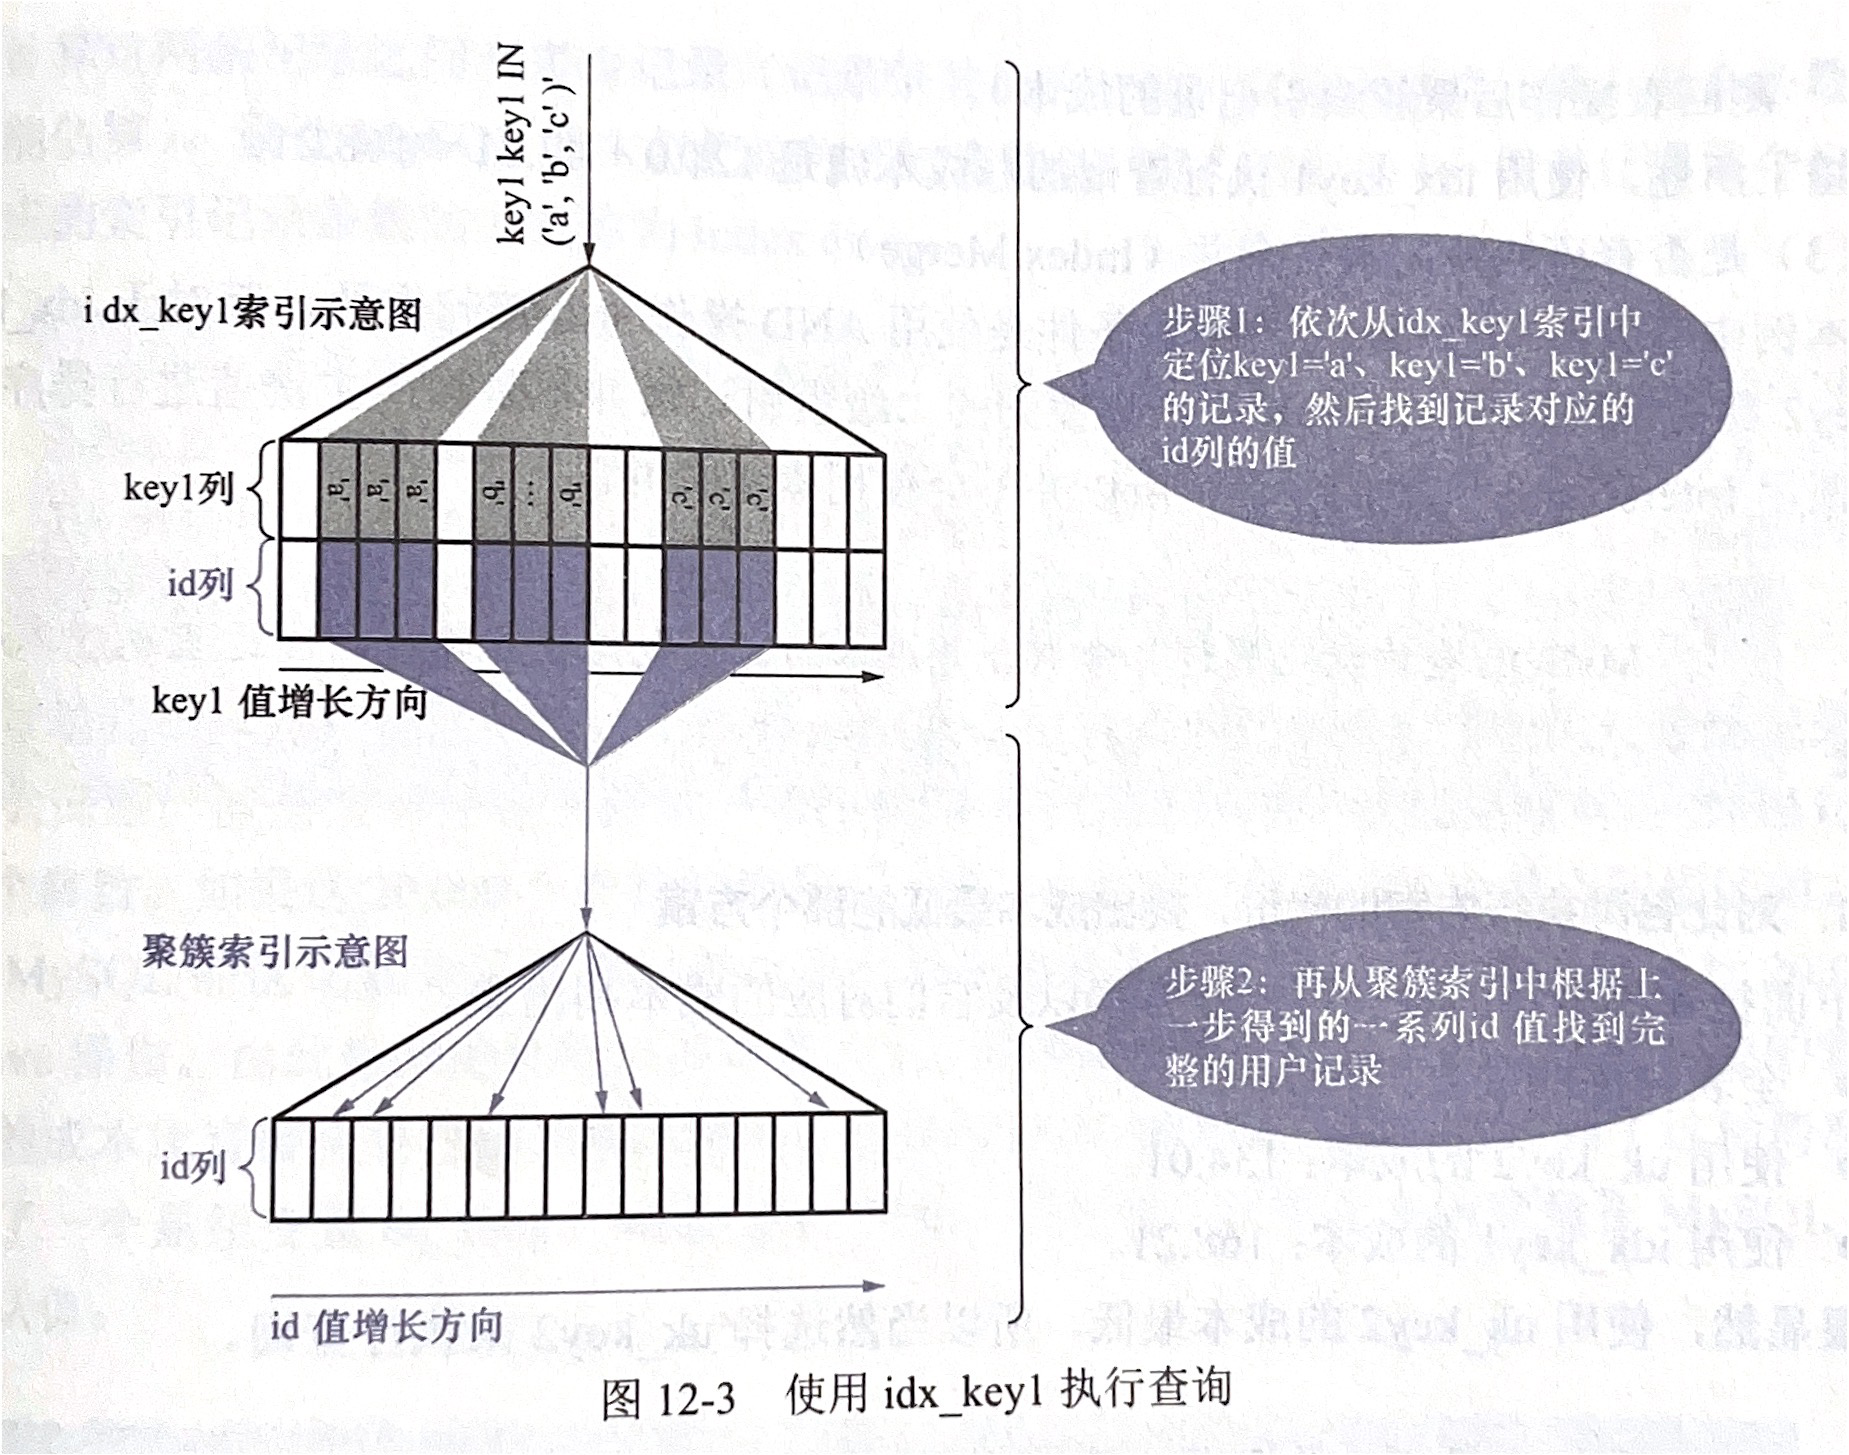 key1 key1 IN
('a', 'b', 'c')'
i dx_key1索引示意图
key1列
'a' 'a' 'a' 'b' ... 'b' 'c' 'c' 'c'
id列
key1 值增长方向
步骤1：依次从idx_key1索引中
定位key1='a'、key1='b'、key1='c'
的记录，然后找到记录对应的
id列的值
聚簇索引示意图
id列
id 值增长方向
步骤2：再从聚簇索引中根据上
一步得到的一系列id 值找到完
整的用户记录
图 12-3 使用 idx_key1 执行查询